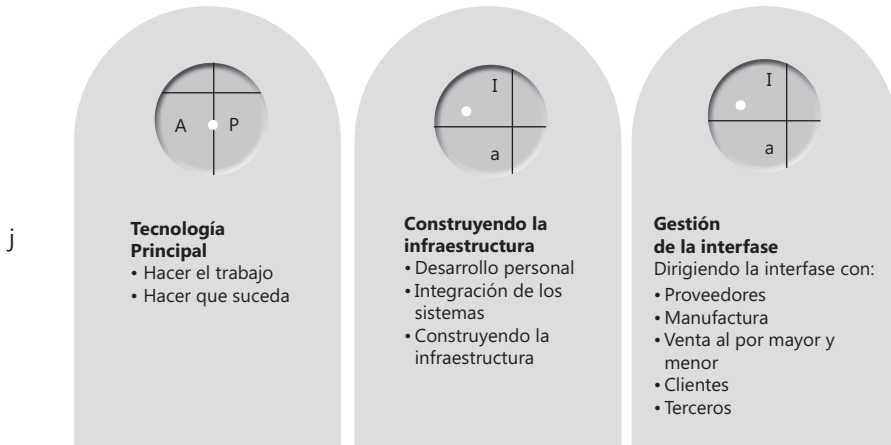 j
A P
Tecnología
Principal
• Hacer el trabajo
• Hacer que suceda
I
a
Construyendo la
infraestructura
• Desarrollo personal
• Integración de los
sistemas
• Construyendo la
infraestructura
I
a
Gestión
de la interfase
Dirigiendo la interfase con:
• Proveedores
• Manufactura
• Venta al por mayor y
menor
• Clientes
• Terceros